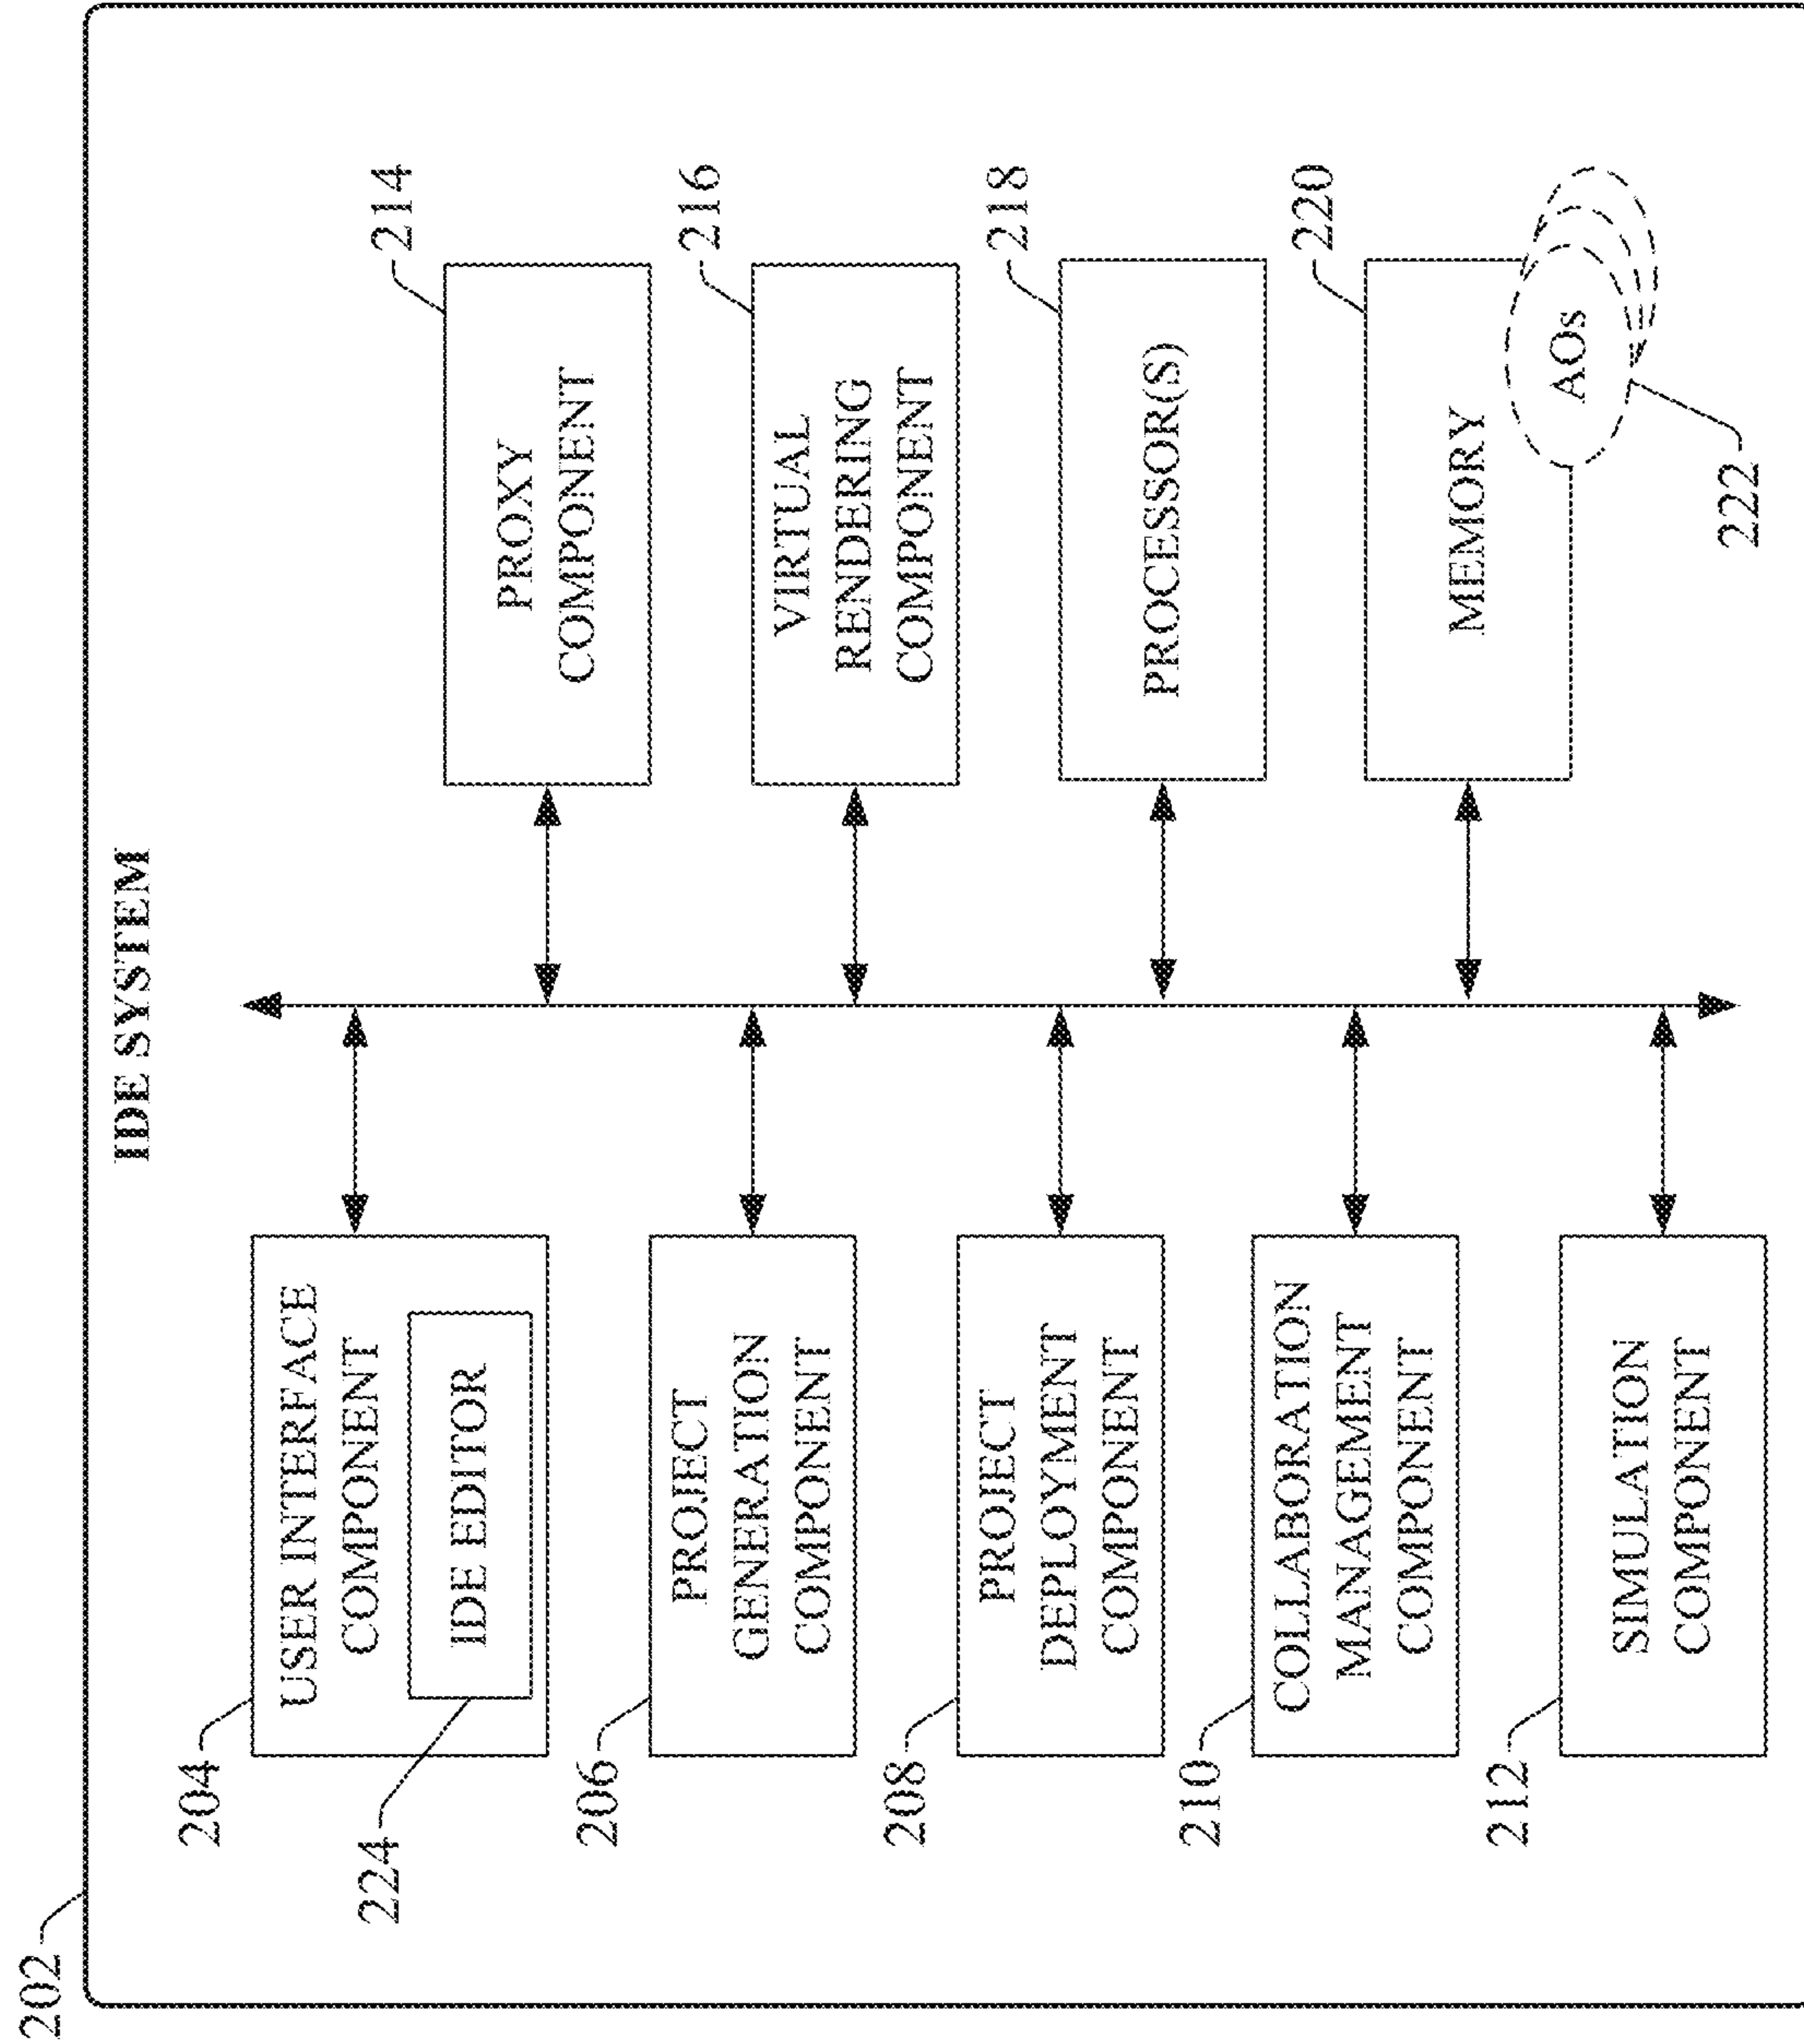 202
IDE SYSTEM
204
USER INTERFACE
COMPONENT
224
IDE EDITOR
206
PROJECT
GENERATION
COMPONENT
208
PROJECT
DEPLOYMENT
COMPONENT
210
COLLABORATION
MANAGEMENT
COMPONENT
212
SIMULATION
COMPONENT
214
PROXY
COMPONENT
216
VIRTUAL
RENDERING
COMPONENT
218
PROCESSOR(S)
220
MEMORY
AOs
222